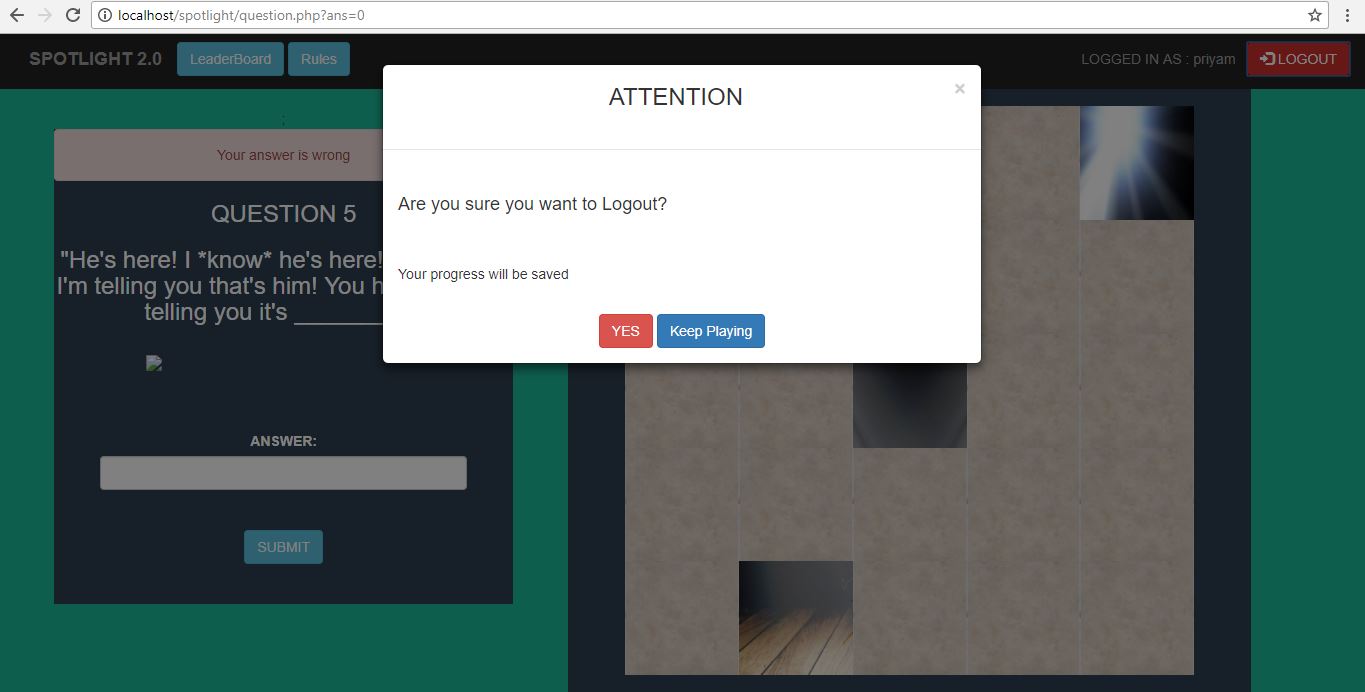 localhost/spotlight/question.php?ans=0
SPOTLIGHT 2.0 LeaderBoard Rules LOGGED IN AS : priyam LOGOUT
ATTENTION ×
;
Your answer is wrong
Are you sure you want to Logout?
QUESTION 5
"He's here! I *know* he's here!
I'm telling you that's him! You
telling you it's ________
Your progress will be saved
YES Keep Playing
ANSWER:
SUBMIT